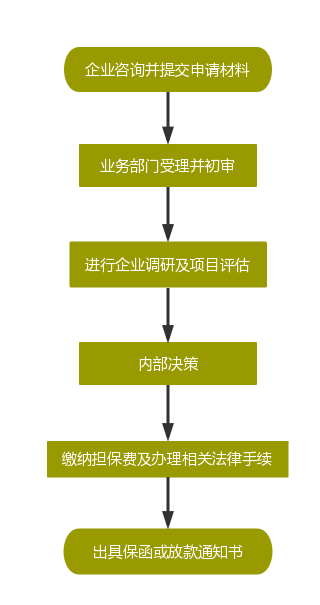 企业咨询并提交申请材料
业务部门受理并初审
进行企业调研及项目评估
内部决策
缴纳担保费及办理相关法律手续
出具保函或放款通知书